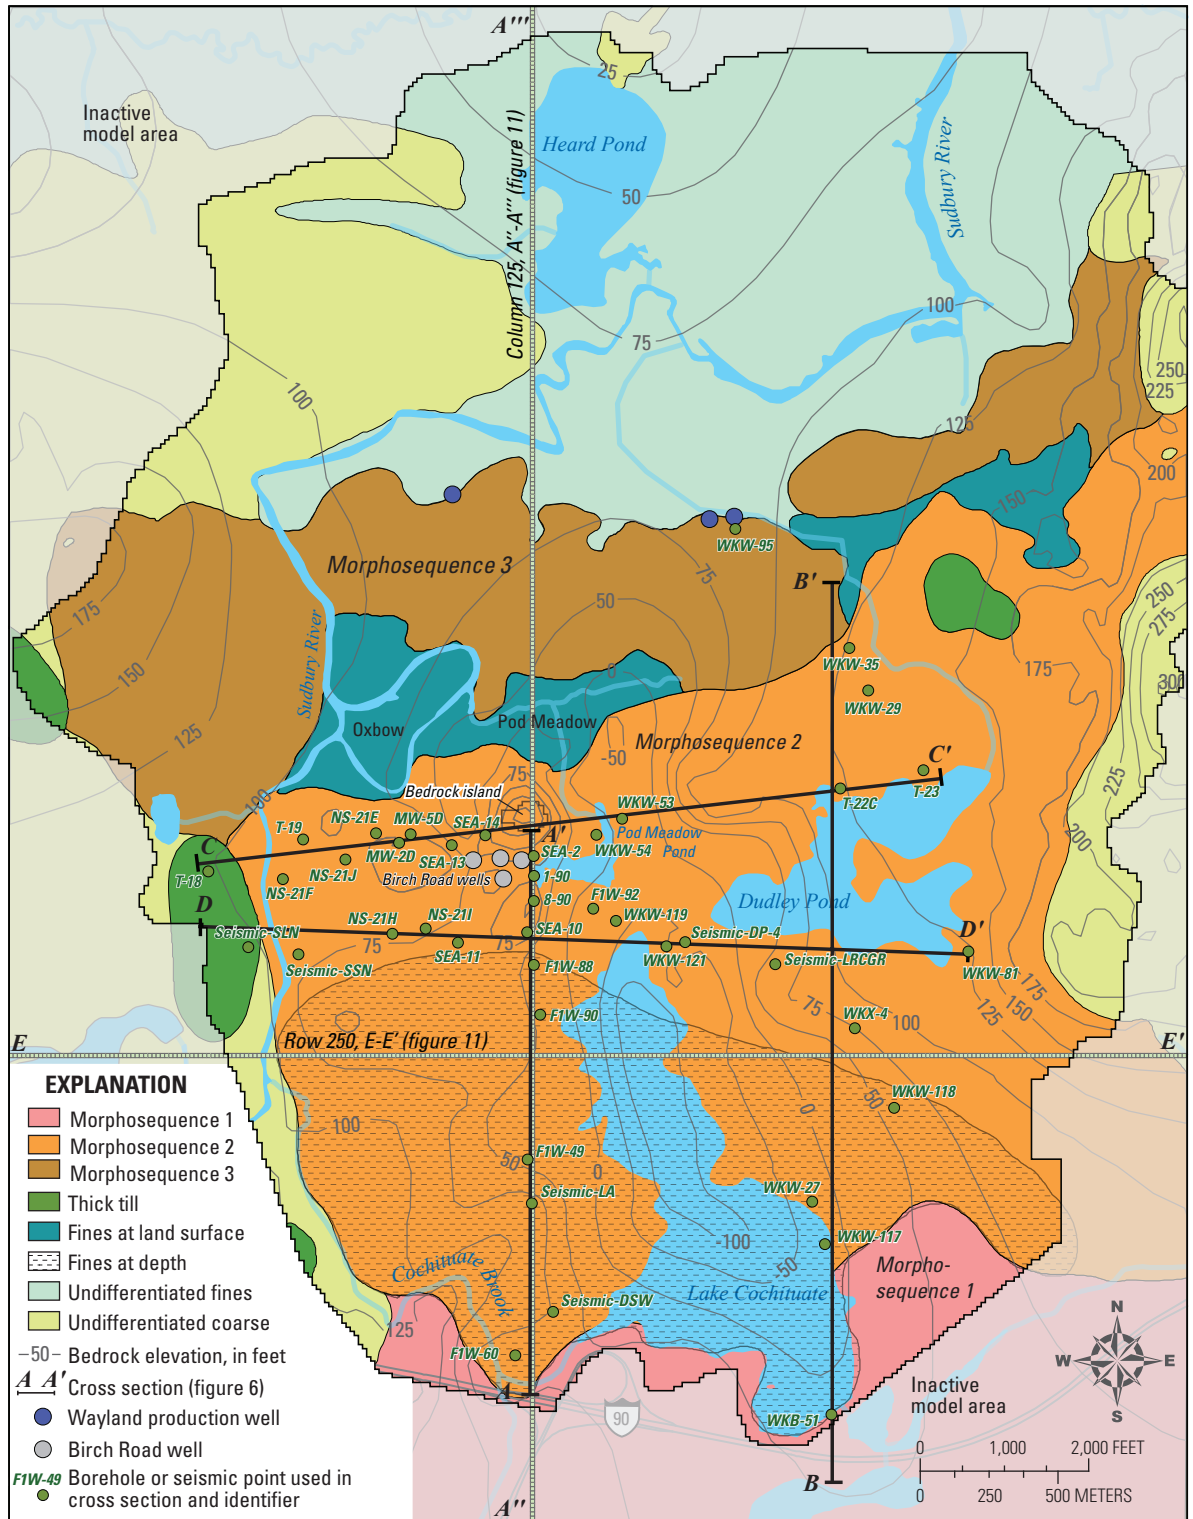 A'''
25
Inactive
model area
Heard Pond
Sudbury River
50
Column 125, A''-A''' (figure 11)
100
75
250
225
100
125
200
150
WKW-95
Morphosequence 3
75
B'
250
275
300
175
50
Sudbury River
WKW-35
175
150
0
WKW-29
Pod Meadow
Oxbow
125
Morphosequence 2
-50
75
C'
225
Bedrock island
100
WKW-53
T-22C
T-23
NS-21E
MW-5D
SEA-14
T-19
A'
Pod Meadow
Pond
200
C
MW-2D
SEA-13
SEA-2
WKW-54
NS-21J
T-18
NS-21F
Birch Road wells
1-90
Dudley Pond
D
8-90
F1W-92
NS-21H
NS-21I
WKW-119
D'
Seismic-SLN
75
75
SEA-10
Seismic-DP-4
SEA-11
WKW-121
Seismic-SSN
F1W-88
Seismic-LRCGR
WKW-81
175
150
125
75
F1W-90
WKX-4
100
E
Row 250, E-E' (figure 11)
E'
EXPLANATION
Morphosequence 1
Morphosequence 2
Morphosequence 3
Thick till
Fines at land surface
Fines at depth
Undifferentiated fines
Undifferentiated coarse
–50– Bedrock elevation, in feet
A A' Cross section (figure 6)
Wayland production well
Birch Road well
F1W-49 Borehole or seismic point used in
cross section and identifier
WKW-118
0
50
100
F1W-49
50
0
Seismic-LA
WKW-27
-100
WKW-117
-50
Morpho-
sequence 1
Cochituate Brook
Lake Cochituate
Seismic-DSW
125
F1W-60
N
W
E
S
A
Inactive
model area
90
WKB-51
0 1,000 2,000 FEET
B
0 250 500 METERS
A''